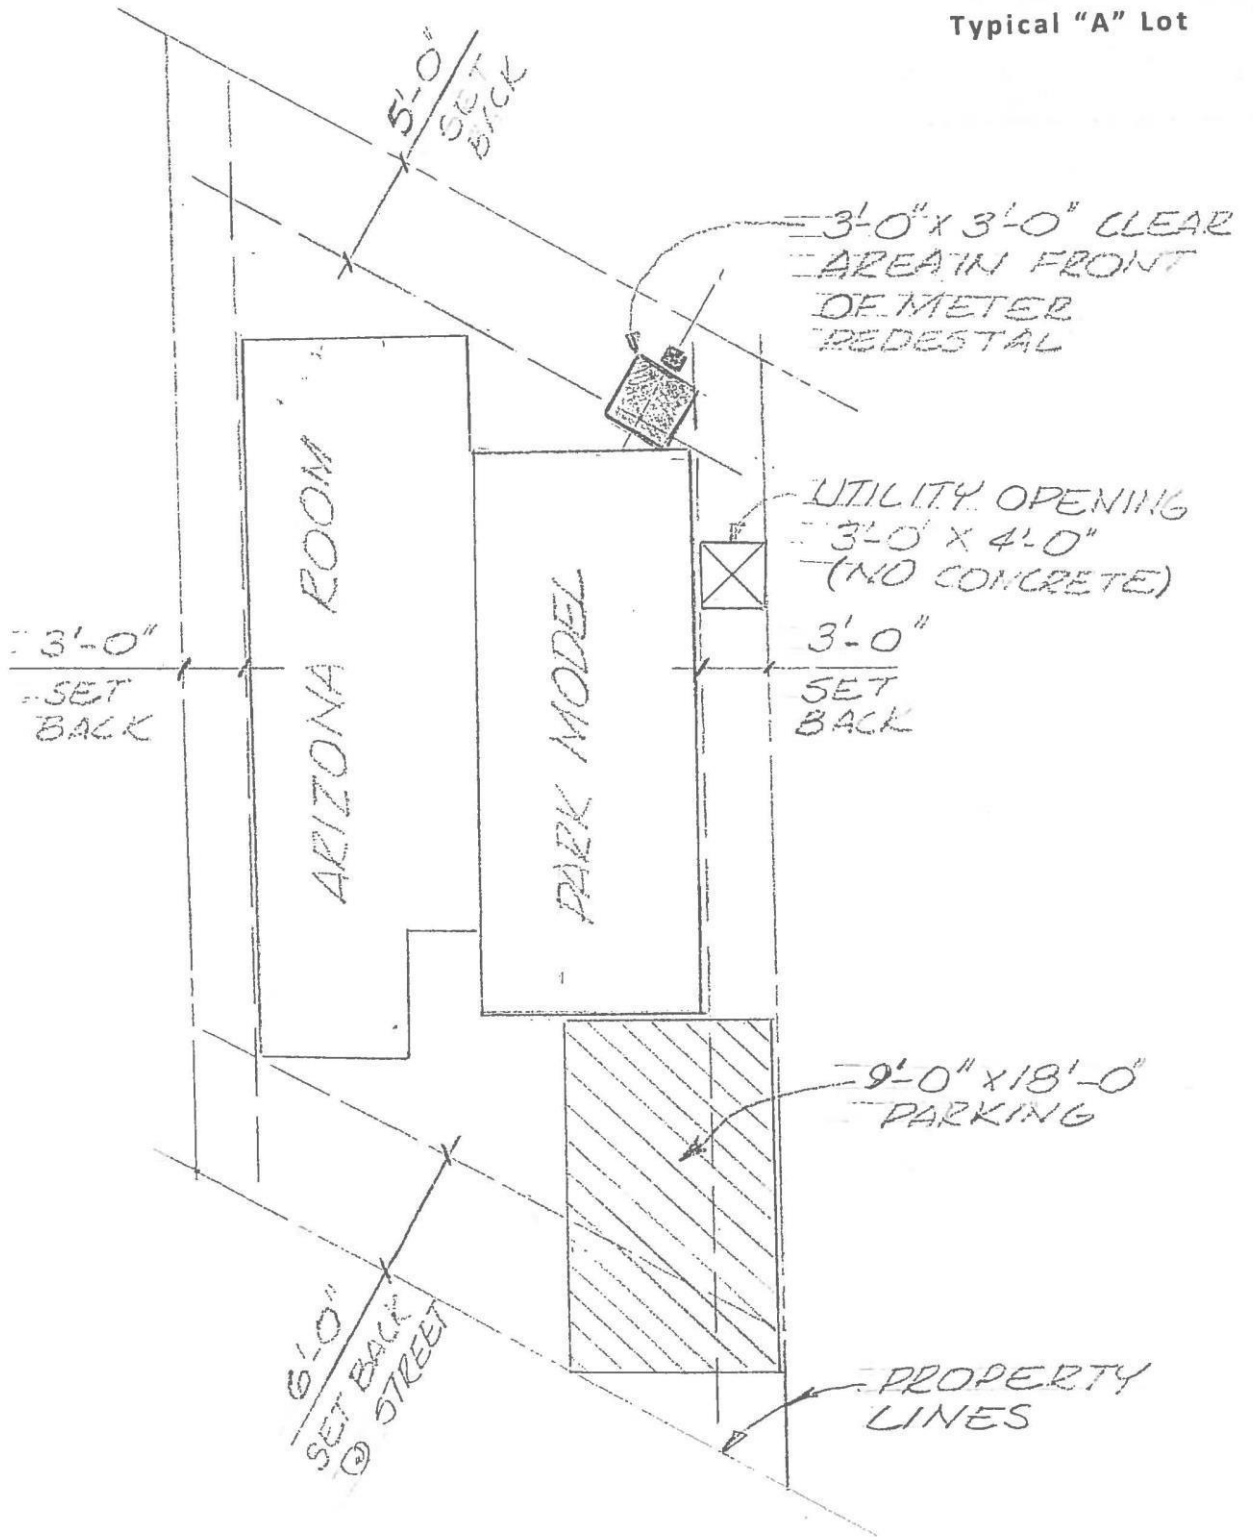 Typical "A" Lot
5'-0"
SET
BACK
3'-0" X 3'-0" CLEAR
AREA IN FRONT
OF METER
PEDESTAL
UTILITY OPENING
3'-0" X 4'-0"
(NO CONCRETE)
ARIZONA ROOM
PARK MODEL
3'-0"
SET
BACK
3'-0"
SET
BACK
9'-0" X 18'-0"
PARKING
6'-0"
SET BACK
@ STREET
PROPERTY
LINES